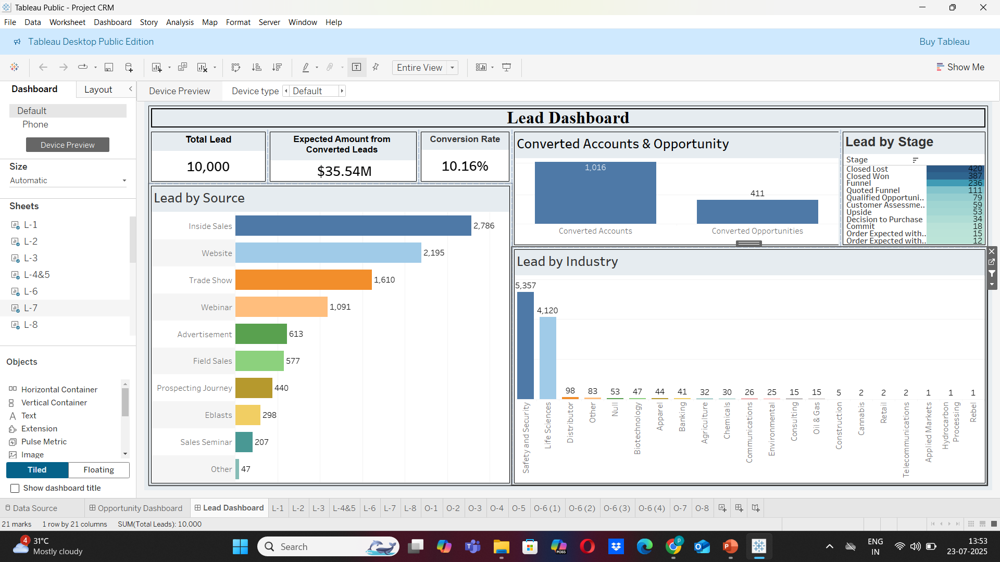 Tableau Public - Project CRM
File Data Worksheet Dashboard Story Analysis Map Format Server Window Help
Tableau Desktop Public Edition
Buy Tableau
Entire View
Show Me
Dashboard
Layout
Device Preview
Device type
Default
Default
Phone
Device Preview
Size
Automatic
Sheets
L-1
L-2
L-3
L-4&5
L-6
L-7
L-8
Objects
Horizontal Container
Vertical Container
Text
Extension
Pulse Metric
Image
Tiled
Floating
Show dashboard title
Lead Dashboard
Total Lead
10,000
Expected Amount from
Converted Leads
$35.54M
Conversion Rate
10.16%
Converted Accounts & Opportunity
1,016
411
Converted Accounts
Converted Opportunities
Lead by Stage
Stage
Closed Lost 420
Closed Won 387
Funnel 236
Quoted Funnel 111
Qualified Opportuni.. 79
Customer Assessme.. 59
Upside 53
Decision to Purchase 34
Commit 18
Order Expected with.. 15
Order Expected with.. 12
Lead by Source
Inside Sales 2,786
Website 2,195
Trade Show 1,610
Webinar 1,091
Advertisement 613
Field Sales 577
Prospecting Journey 440
Eblasts 298
Sales Seminar 207
Other 47
Lead by Industry
5,357
4,120
98 83 53 47 44 41 32 30 26 25 15 15 5 2 2 2 1 1 1
Safety and Security
Life Sciences
Distributor
Other
Null
Biotechnology
Apparel
Banking
Agriculture
Chemicals
Communications
Environmental
Consulting
Oil & Gas
Construction
Cannabis
Retail
Telecommunications
Applied Markets
Hydrocarbon
Processing
Rebel
Data Source
Opportunity Dashboard
Lead Dashboard
L-1 L-2 L-3 L-4&5 L-6 L-7 L-8 O-1 O-2 O-3 O-4 O-5 O-6 (1) O-6 (2) O-6 (3) O-6 (4) O-7 O-8
21 marks 1 row by 21 columns SUM(Total Leads): 10,000
4
31°C
Mostly cloudy
Search
M365
P
ENG
IN
13:53
23-07-2025